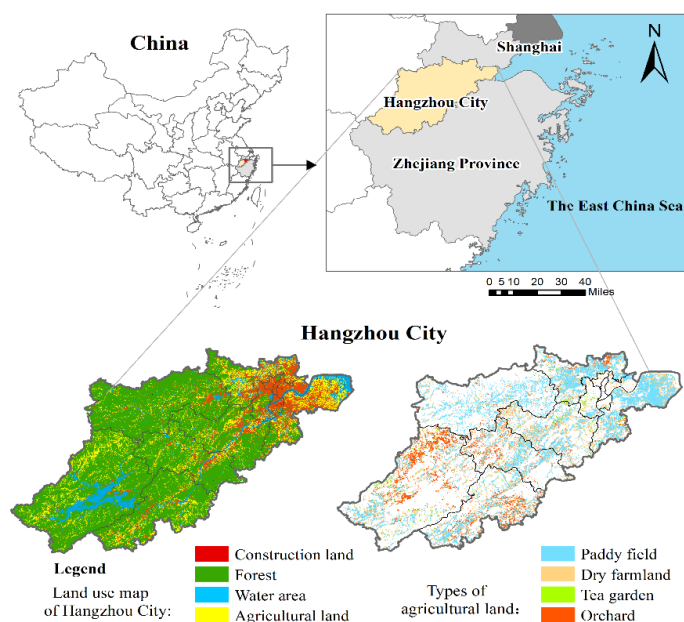 China
Shanghai
Hangzhou City
Zhejiang Province
The East China Sea
N
0 5 10 20 30 40
Miles
Hangzhou City
Legend
Land use map
of Hangzhou City:
Construction land
Forest
Water area
Agricultural land
Types of
agricultural land：
Paddy field
Dry farmland
Tea garden
Orchard